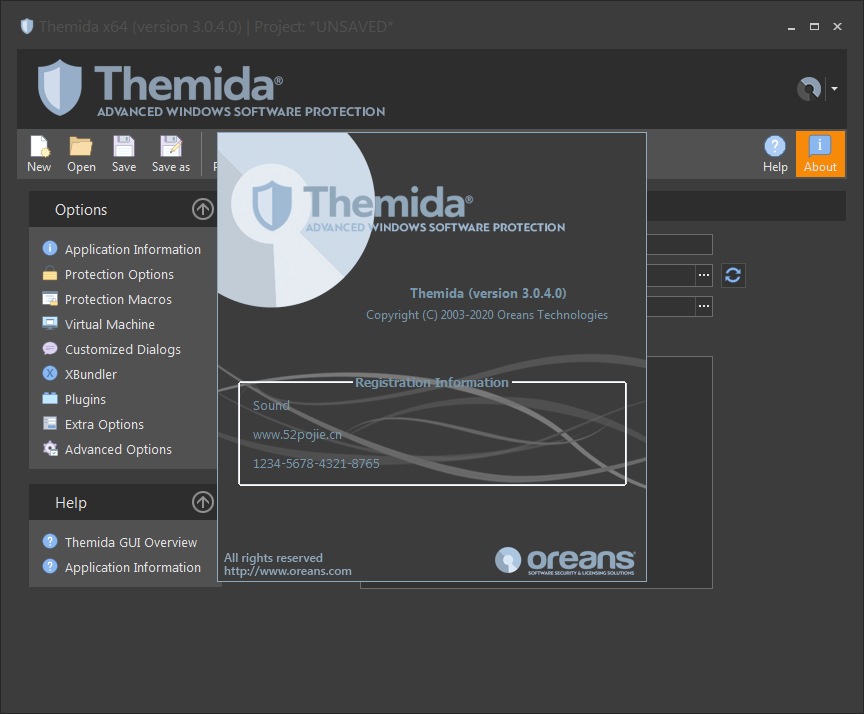 Themida x64 (version 3.0.4.0) | Project: *UNSAVED*
Themida®
ADVANCED WINDOWS SOFTWARE PROTECTION
New
Open
Save
Save as
Help
About
Options
Application Information
Protection Options
Protection Macros
Virtual Machine
Customized Dialogs
XBundler
Plugins
Extra Options
Advanced Options
Help
Themida GUI Overview
Application Information
Themida®
ADVANCED WINDOWS SOFTWARE PROTECTION
Themida (version 3.0.4.0)
Copyright (C) 2003-2020 Oreans Technologies
Registration Information
Sound
www.52pojie.cn
1234-5678-4321-8765
All rights reserved
http://www.oreans.com
oreans
SOFTWARE SECURITY & LICENSING SOLUTIONS